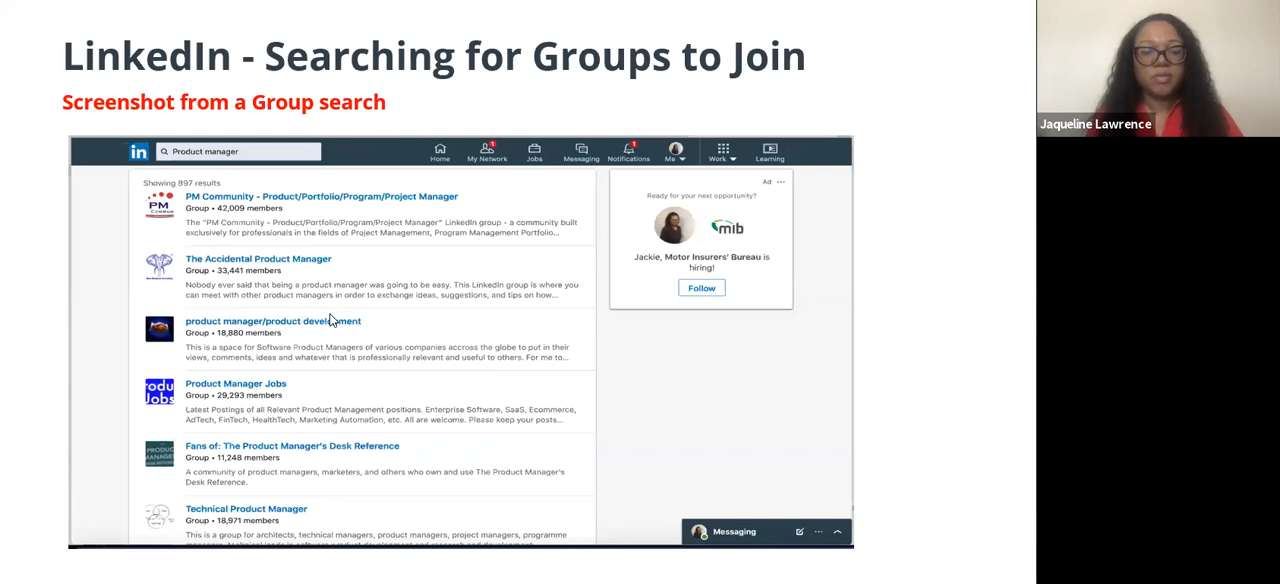 LinkedIn - Searching for Groups to Join
Screenshot from a Group search
Jaqueline Lawrence
in
Product manager
Home
My Network
Jobs
Messaging
Notifications
Me
Work
Learning
1
1
Showing 897 results
PM Community - Product/Portfolio/Program/Project Manager
Group • 42,009 members
The "PM Community - Product/Portfolio/Program/Project Manager" LinkedIn group - a community built
exclusively for professionals in the fields of Project Management, Program Management Portfolio...
The Accidental Product Manager
Group • 33,441 members
Nobody ever said that being a product manager was going to be easy. This LinkedIn group is where you
can meet with other product managers in order to exchange ideas, suggestions, and tips on how...
product manager/product development
Group • 18,880 members
This is a space for Software Product Managers of various companies accross the globe to put in their
views, comments, ideas and whatever that is professionally relevant and useful to others. For me to...
Product Manager Jobs
Group • 29,293 members
Latest Postings of all Relevant Product Management positions. Enterprise Software, SaaS, Ecommerce,
AdTech, FinTech, HealthTech, Marketing Automation, etc. All are welcome. Please keep your posts...
Fans of: The Product Manager's Desk Reference
Group • 11,248 members
A community of product managers, marketers, and others who own and use The Product Manager's
Desk Reference.
Technical Product Manager
Group • 18,971 members
This is a group for architects, technical managers, product managers, project managers, programme
PM
odu
Jobs
PRODUC
MANAGE
Ad ···
Ready for your next opportunity?
mib
Jackie, Motor Insurers' Bureau is
hiring!
Follow
Messaging